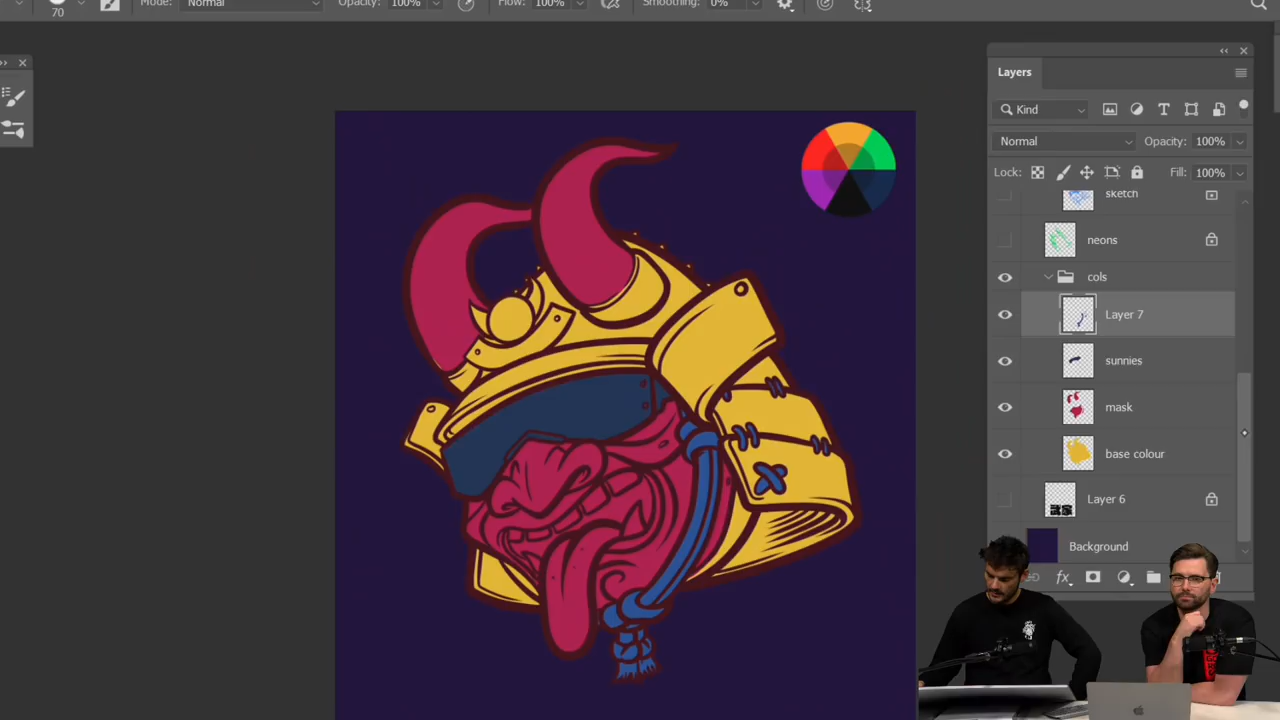 70
Mode: Normal
Opacity: 100%
Flow: 100%
Smoothing: 0%
Layers
Kind
Normal
Opacity: 100%
Lock:
Fill: 100%
sketch
neons
cols
Layer 7
sunnies
mask
base colour
Layer 6
Background
fx